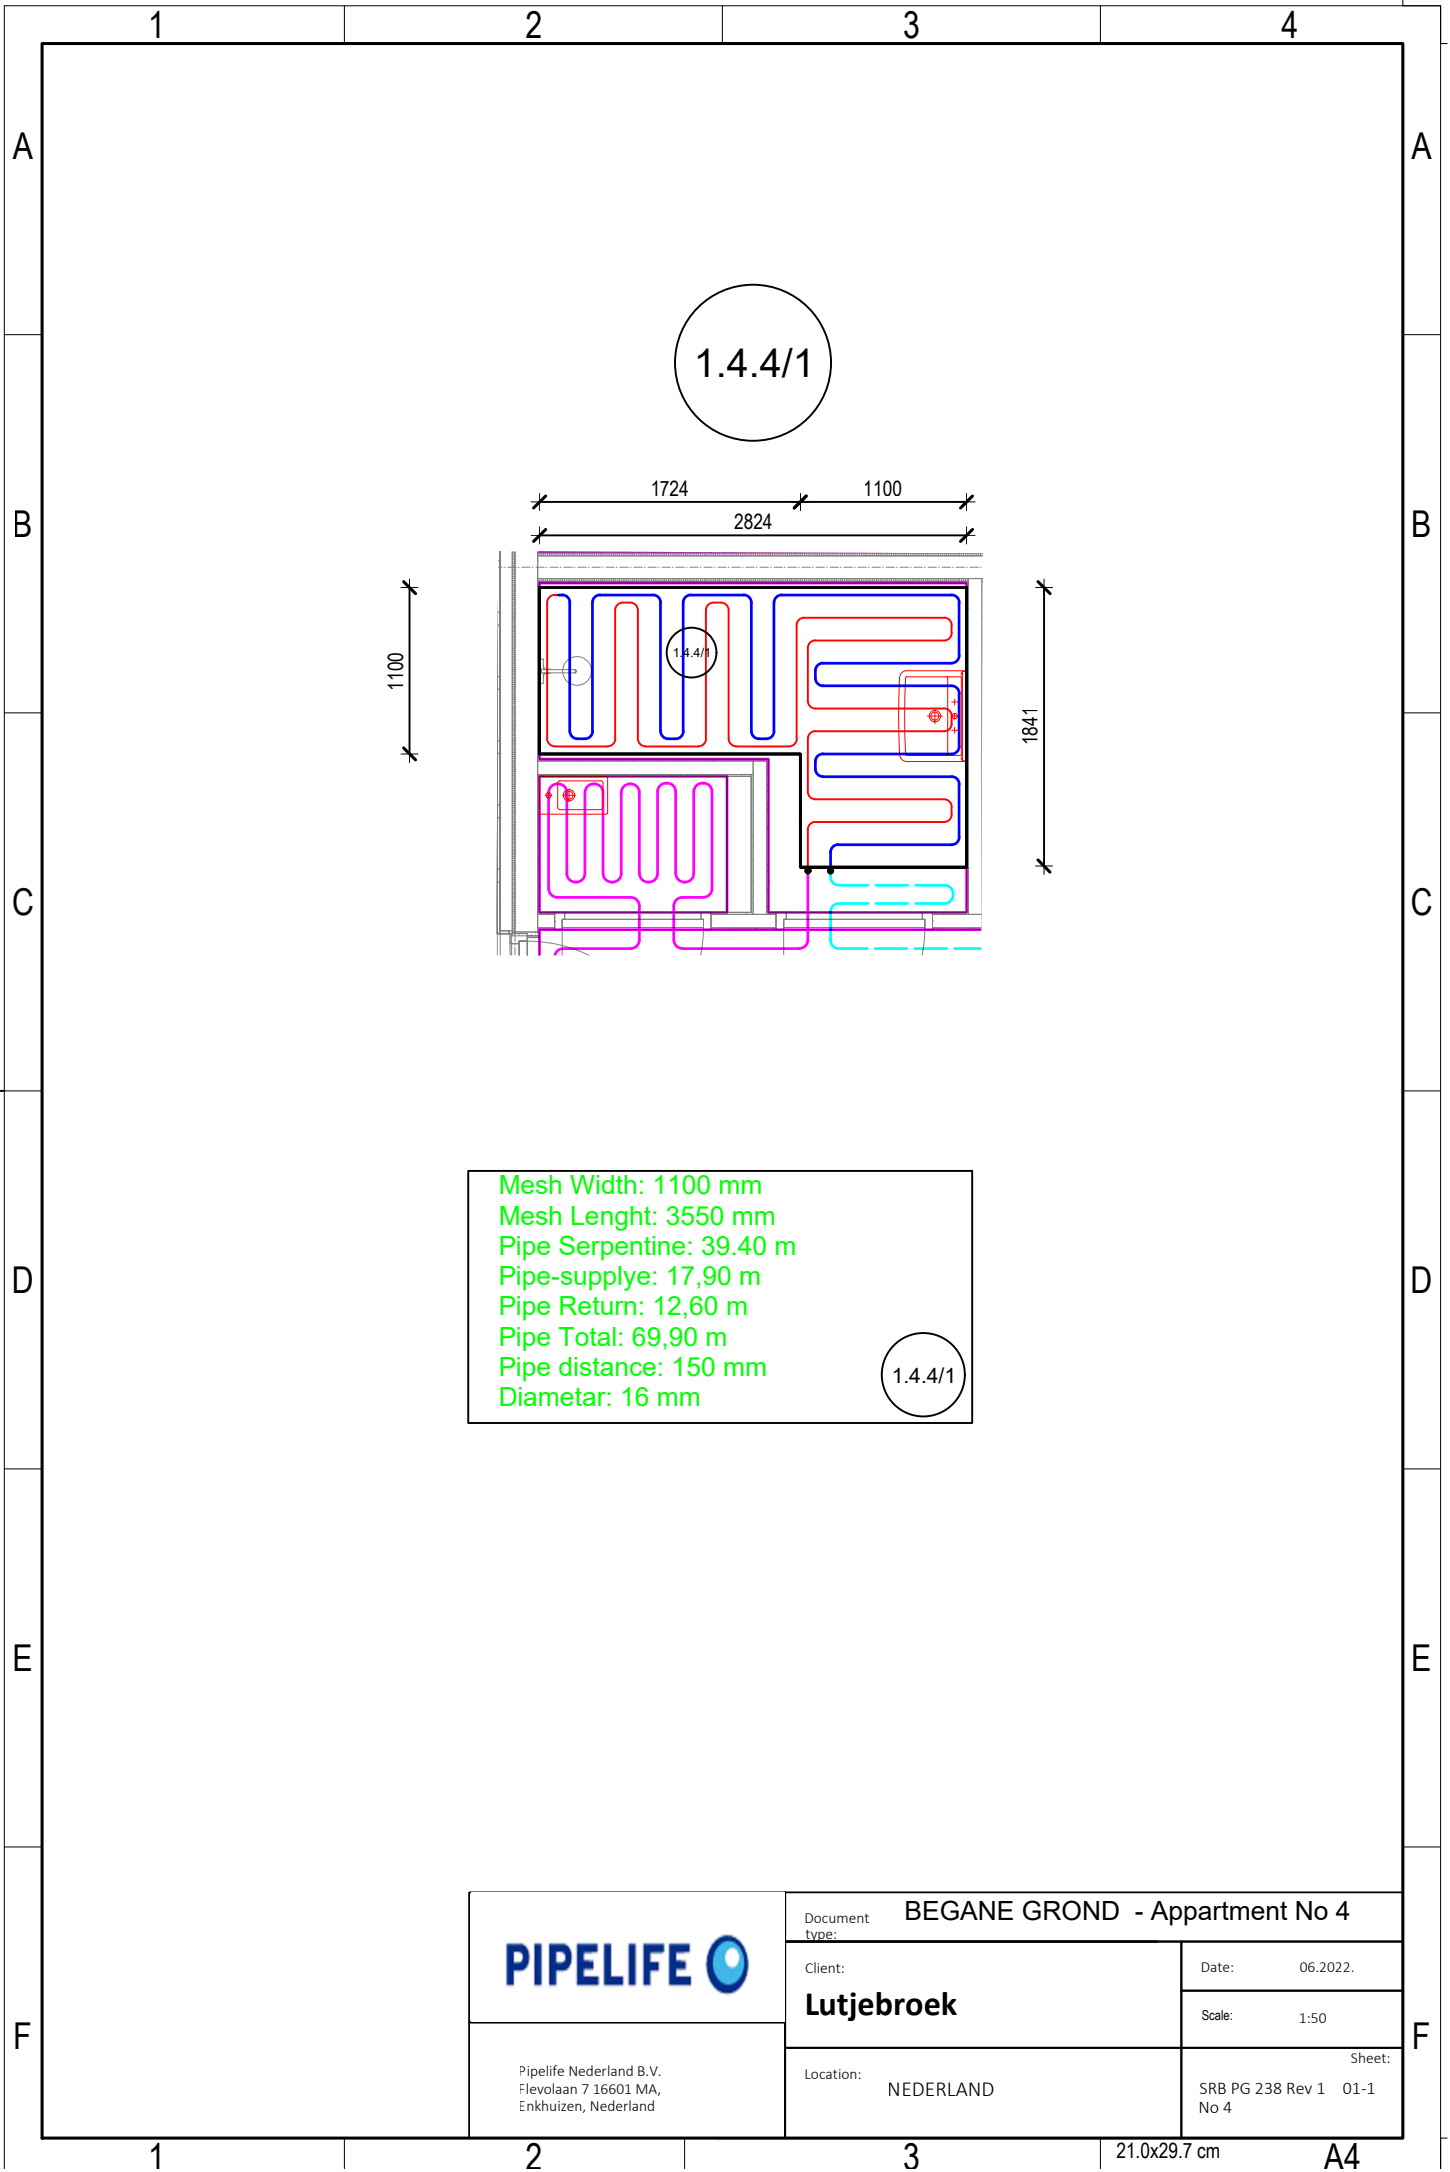 1 2 3 4
A A
1.4.4/1
1724 1100
B 2824 B
1100
1.4.4/1
1841
C C
Mesh Width: 1100 mm
Mesh Lenght: 3550 mm
Pipe Serpentine: 39.40 m
D Pipe-supplye: 17,90 m D
Pipe Return: 12,60 m
Pipe Total: 69,90 m
Pipe distance: 150 mm
1.4.4/1
Diametar: 16 mm
E E
Document type: BEGANE GROND - Appartment No 4
PIPELIFE
Client:
Lutjebroek
Date: 06.2022.
Scale: 1:50
F F
Pipelife Nederland B.V.
Flevolaan 7 16601 MA,
Enkhuizen, Nederland
Location: NEDERLAND
Sheet:
SRB PG 238 Rev 1 01-1
No 4
1 2 3 21.0x29.7 cm A4